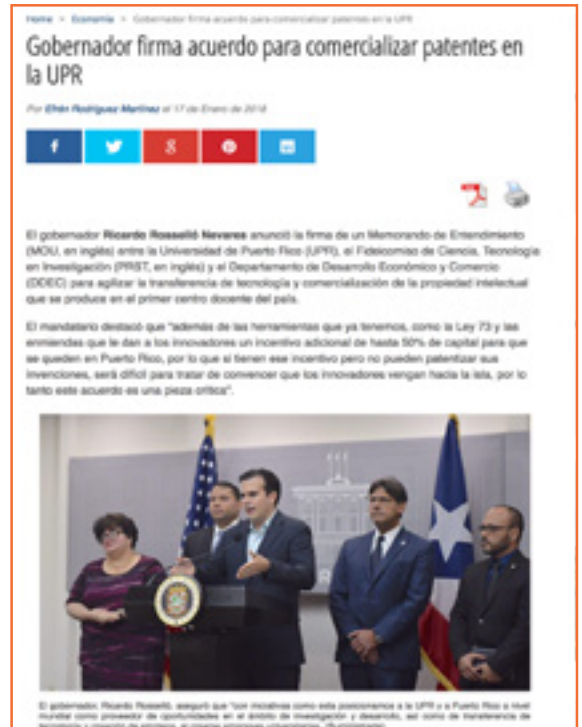 Home > Economía > Gobernador firma acuerdo para comercializar patentes en la UPR
Gobernador firma acuerdo para comercializar patentes en
la UPR
Por Efrén Rodríguez Martínez el 17 de Enero de 2018
El gobernador Ricardo Rosselló Nevares anunció la firma de un Memorando de Entendimiento
(MOU, en inglés) entre la Universidad de Puerto Rico (UPR), el Fideicomiso de Ciencia, Tecnología
en Investigación (PRST, en inglés) y el Departamento de Desarrollo Económico y Comercio
(DDEC) para agilizar la transferencia de tecnología y comercialización de la propiedad intelectual
que se produce en el primer centro docente del país.
El mandatario destacó que "además de las herramientas que ya tenemos, como la Ley 73 y las
enmiendas que le dan a los innovadores un incentivo adicional de hasta 50% de capital para que
se queden en Puerto Rico, por lo que si tienen ese incentivo pero no pueden patentizar sus
invenciones, será difícil para tratar de convencer que los innovadores vengan hacia la isla, por lo
tanto este acuerdo es una pieza crítica".
El gobernador, Ricardo Rosselló, aseguró que "con iniciativas como esta posicionamos a la UPR y a Puerto Rico a nivel
mundial como proveedor de oportunidades en el ámbito de investigación y desarrollo, así como de transferencia de